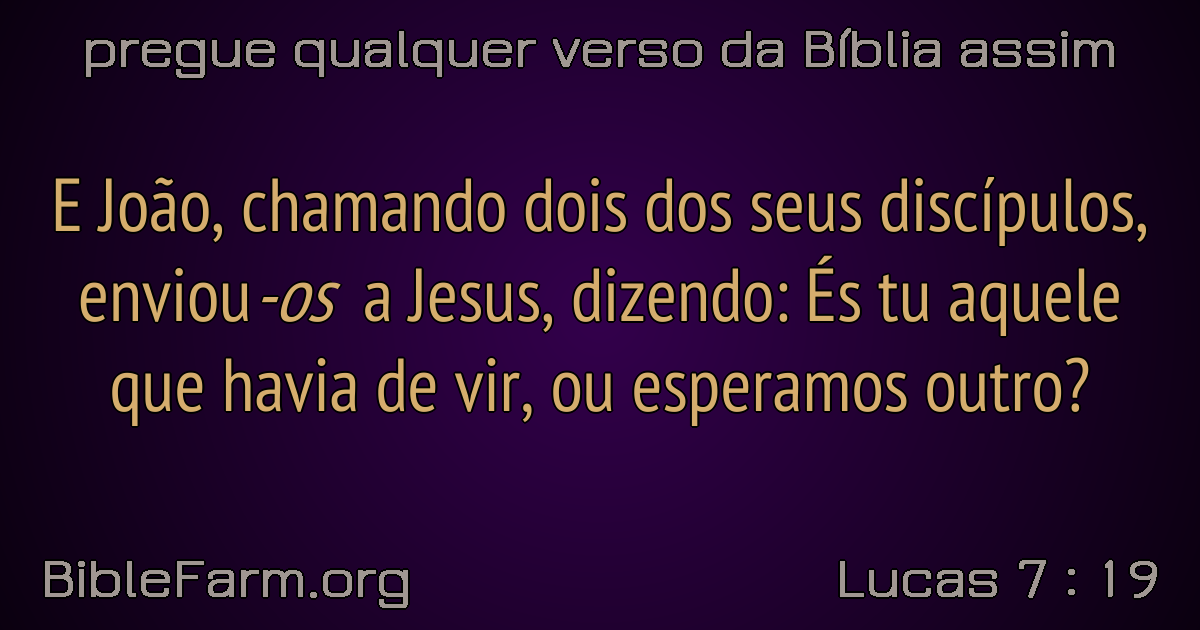 pregue qualquer verso da Bíblia assim
E João, chamando dois dos seus discípulos,
enviou-os a Jesus, dizendo: És tu aquele
que havia de vir, ou esperamos outro?
BibleFarm.org
Lucas 7 : 19